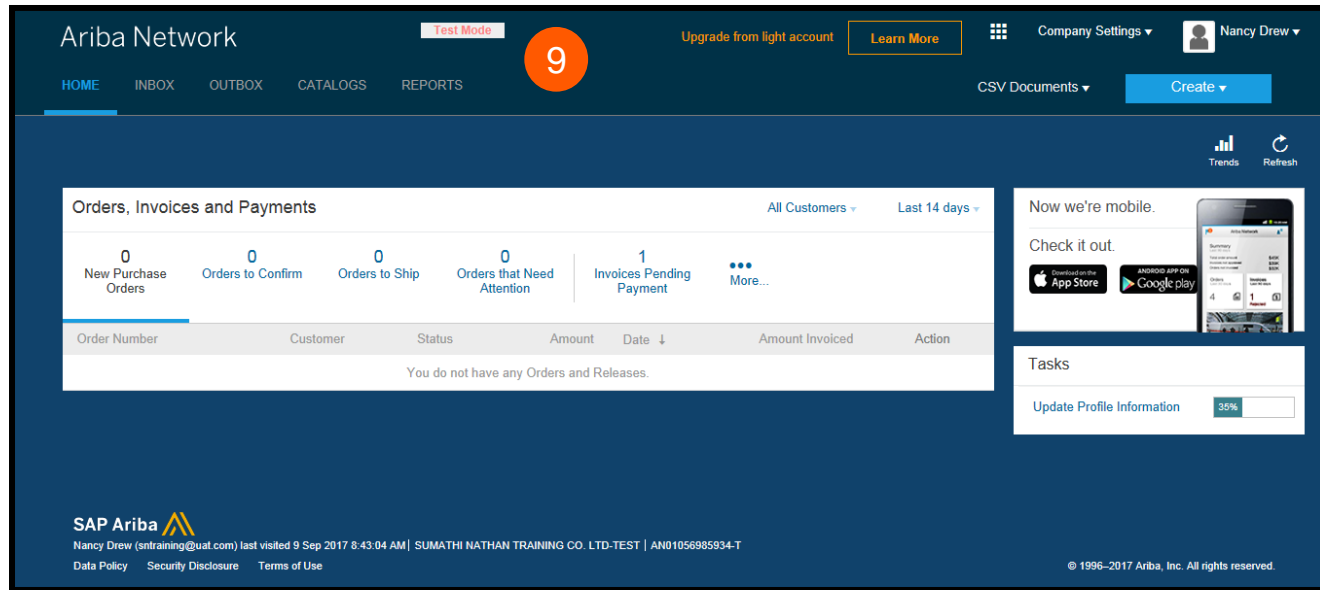 Ariba Network
Test Mode
9
Upgrade from light account
Learn More
Company Settings
Nancy Drew
HOME INBOX OUTBOX CATALOGS REPORTS
CSV Documents
Create
Trends Refresh
Orders, Invoices and Payments
All Customers
Last 14 days
0 New Purchase Orders
0 Orders to Confirm
0 Orders to Ship
0 Orders that Need Attention
1 Invoices Pending Payment
More...
Order Number Customer Status Amount Date ↓ Amount Invoiced Action
You do not have any Orders and Releases.
Now we're mobile.
Check it out.
Download on the App Store
ANDROID APP ON Google play
Ariba Network
Summary
4
1
Tasks
Update Profile Information 35%
SAP Ariba
Nancy Drew (sntraining@uat.com) last visited 9 Sep 2017 8:43:04 AM | SUMATHI NATHAN TRAINING CO. LTD-TEST | AN01056985934-T
Data Policy Security Disclosure Terms of Use
© 1996–2017 Ariba, Inc. All rights reserved.